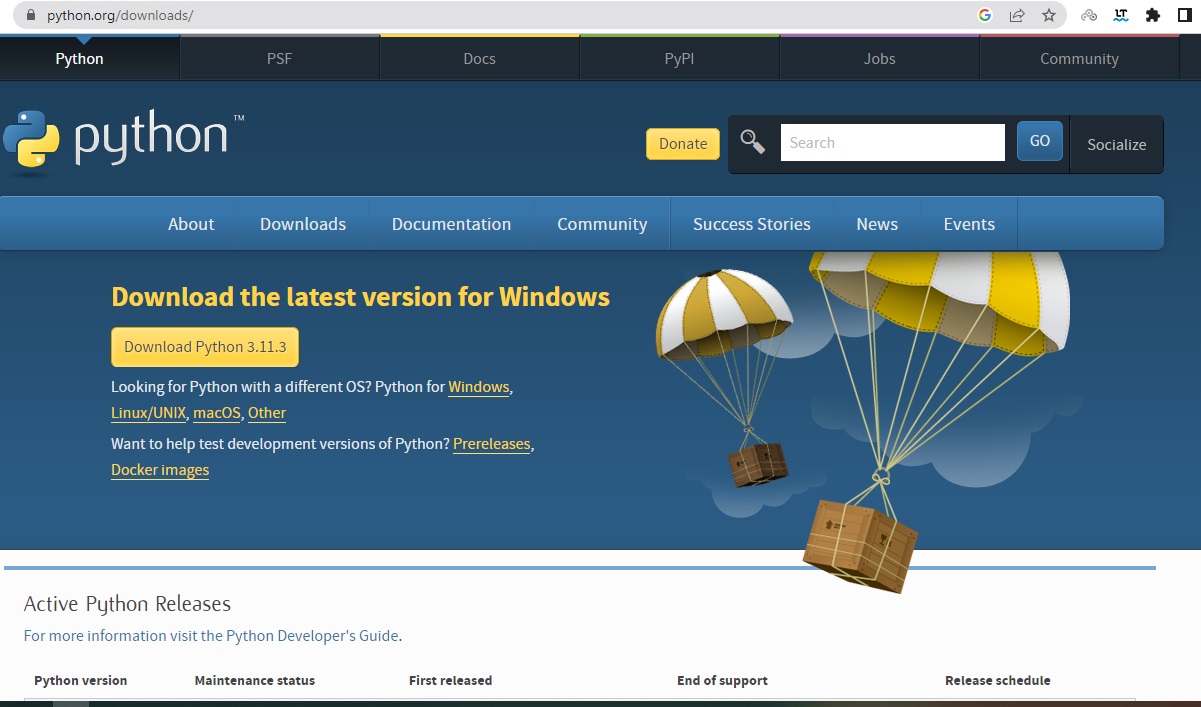 python.org/downloads/
Python PSF Docs PyPI Jobs Community
python™
Donate Search GO Socialize
About Downloads Documentation Community Success Stories News Events
Download the latest version for Windows
Download Python 3.11.3
Looking for Python with a different OS? Python for Windows,
Linux/UNIX, macOS, Other
Want to help test development versions of Python? Prereleases,
Docker images
Active Python Releases
For more information visit the Python Developer's Guide.
Python version Maintenance status First released End of support Release schedule